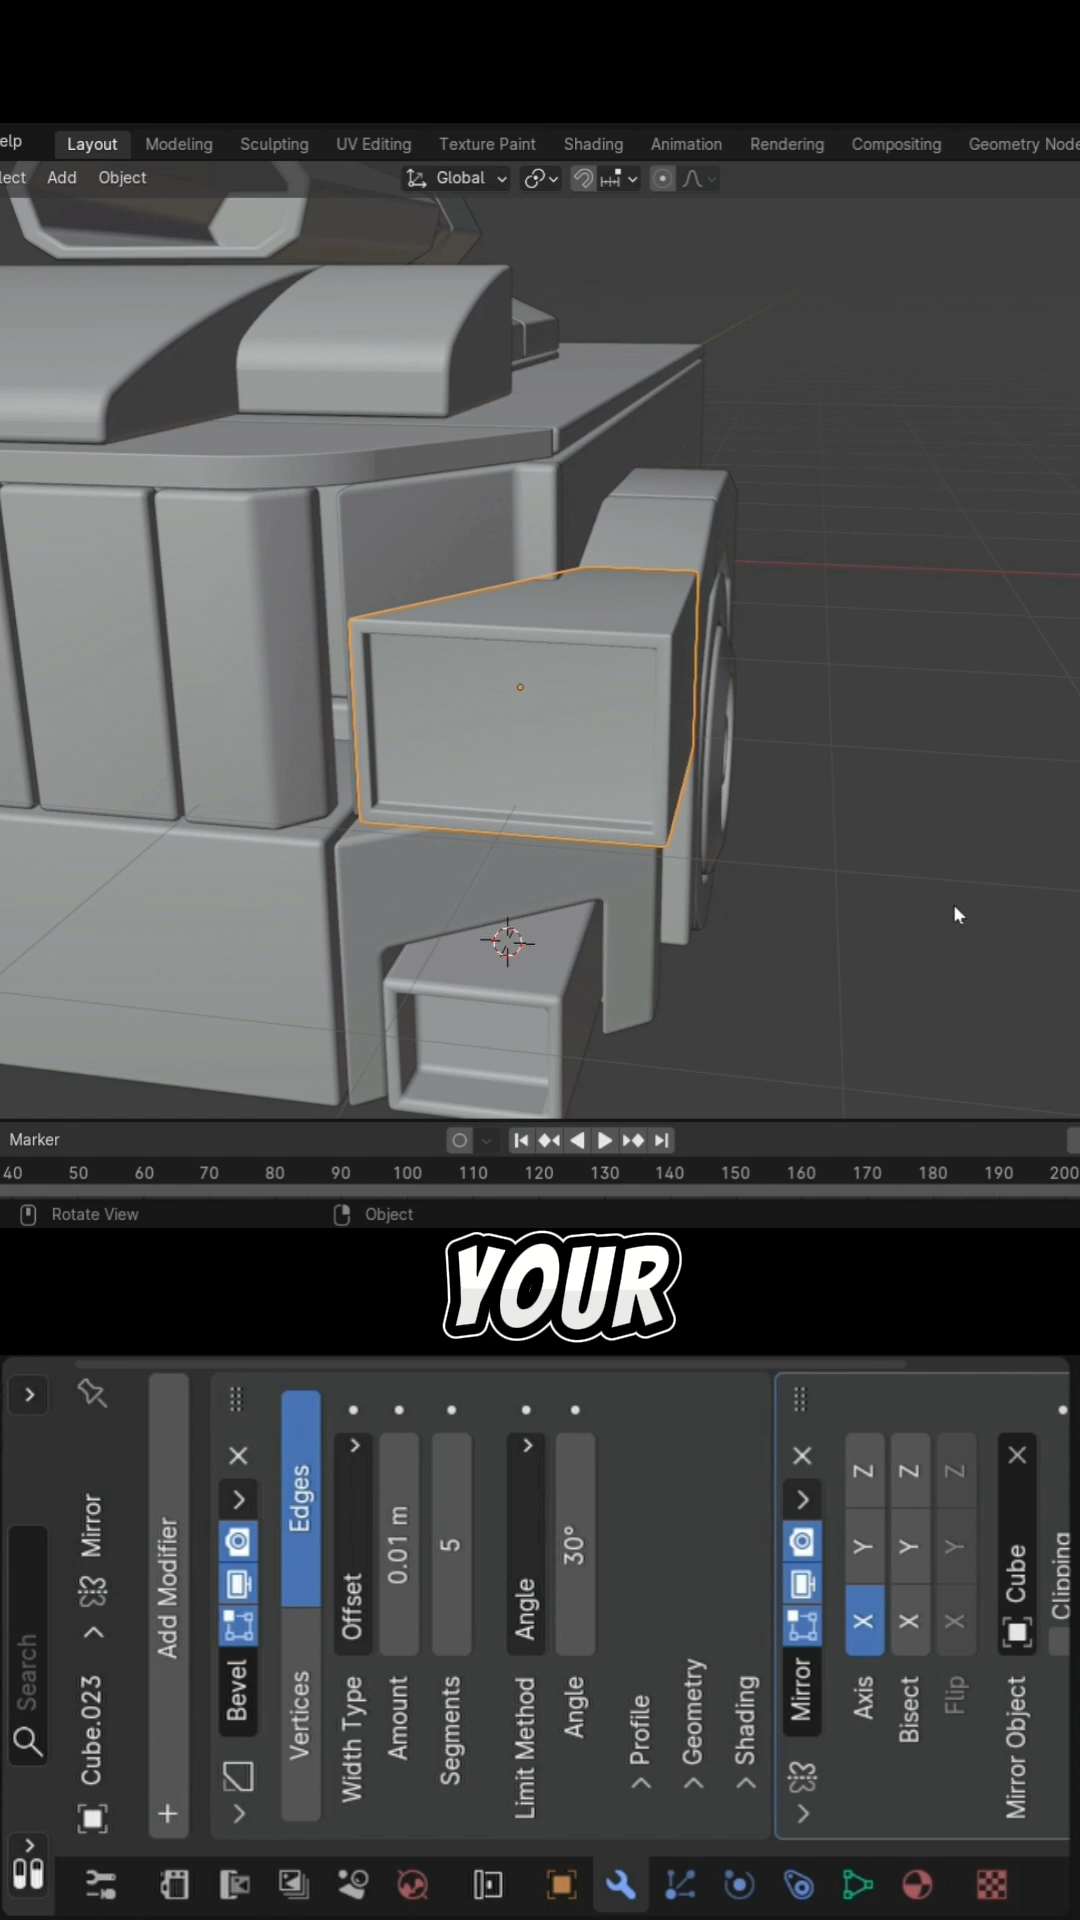 elp Layout Modeling Sculpting UV Editing Texture Paint Shading Animation Rendering Compositing Geometry Node
lect Add Object Global
Marker
40 50 60 70 80 90 100 110 120 130 140 150 160 170 180 190 200
Rotate View Object
YOUR
Search
Cube.023 > Mirror
+ Add Modifier
Bevel
Vertices Edges
Width Type Offset
Amount 0.01 m
Segments 5
Limit Method Angle
Angle 30°
> Profile
> Geometry
> Shading
Mirror
Axis X Y Z
Bisect X Y Z
Flip X Y Z
Mirror Object Cube
Clipping